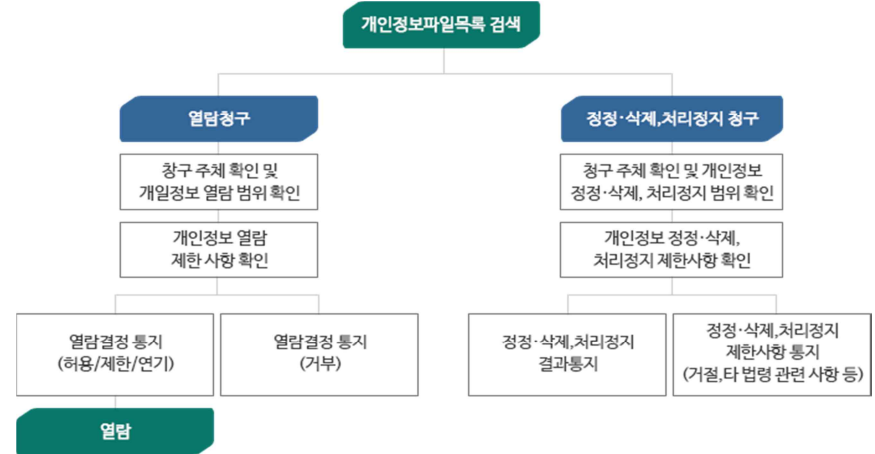 개인정보파일목록 검색
열람청구
정정·삭제,처리정지 청구
창구 주체 확인 및
개일정보 열람 범위 확인
청구 주체 확인 및 개인정보
정정·삭제, 처리정지 범위 확인
개인정보 열람
제한 사항 확인
개인정보 정정·삭제,
처리정지 제한사항 확인
열람결정 통지
(허용/제한/연기)
열람결정 통지
(거부)
정정·삭제,처리정지
결과통지
정정·삭제,처리정지
제한사항 통지
(거절,타 법령 관련 사항 등)
열람